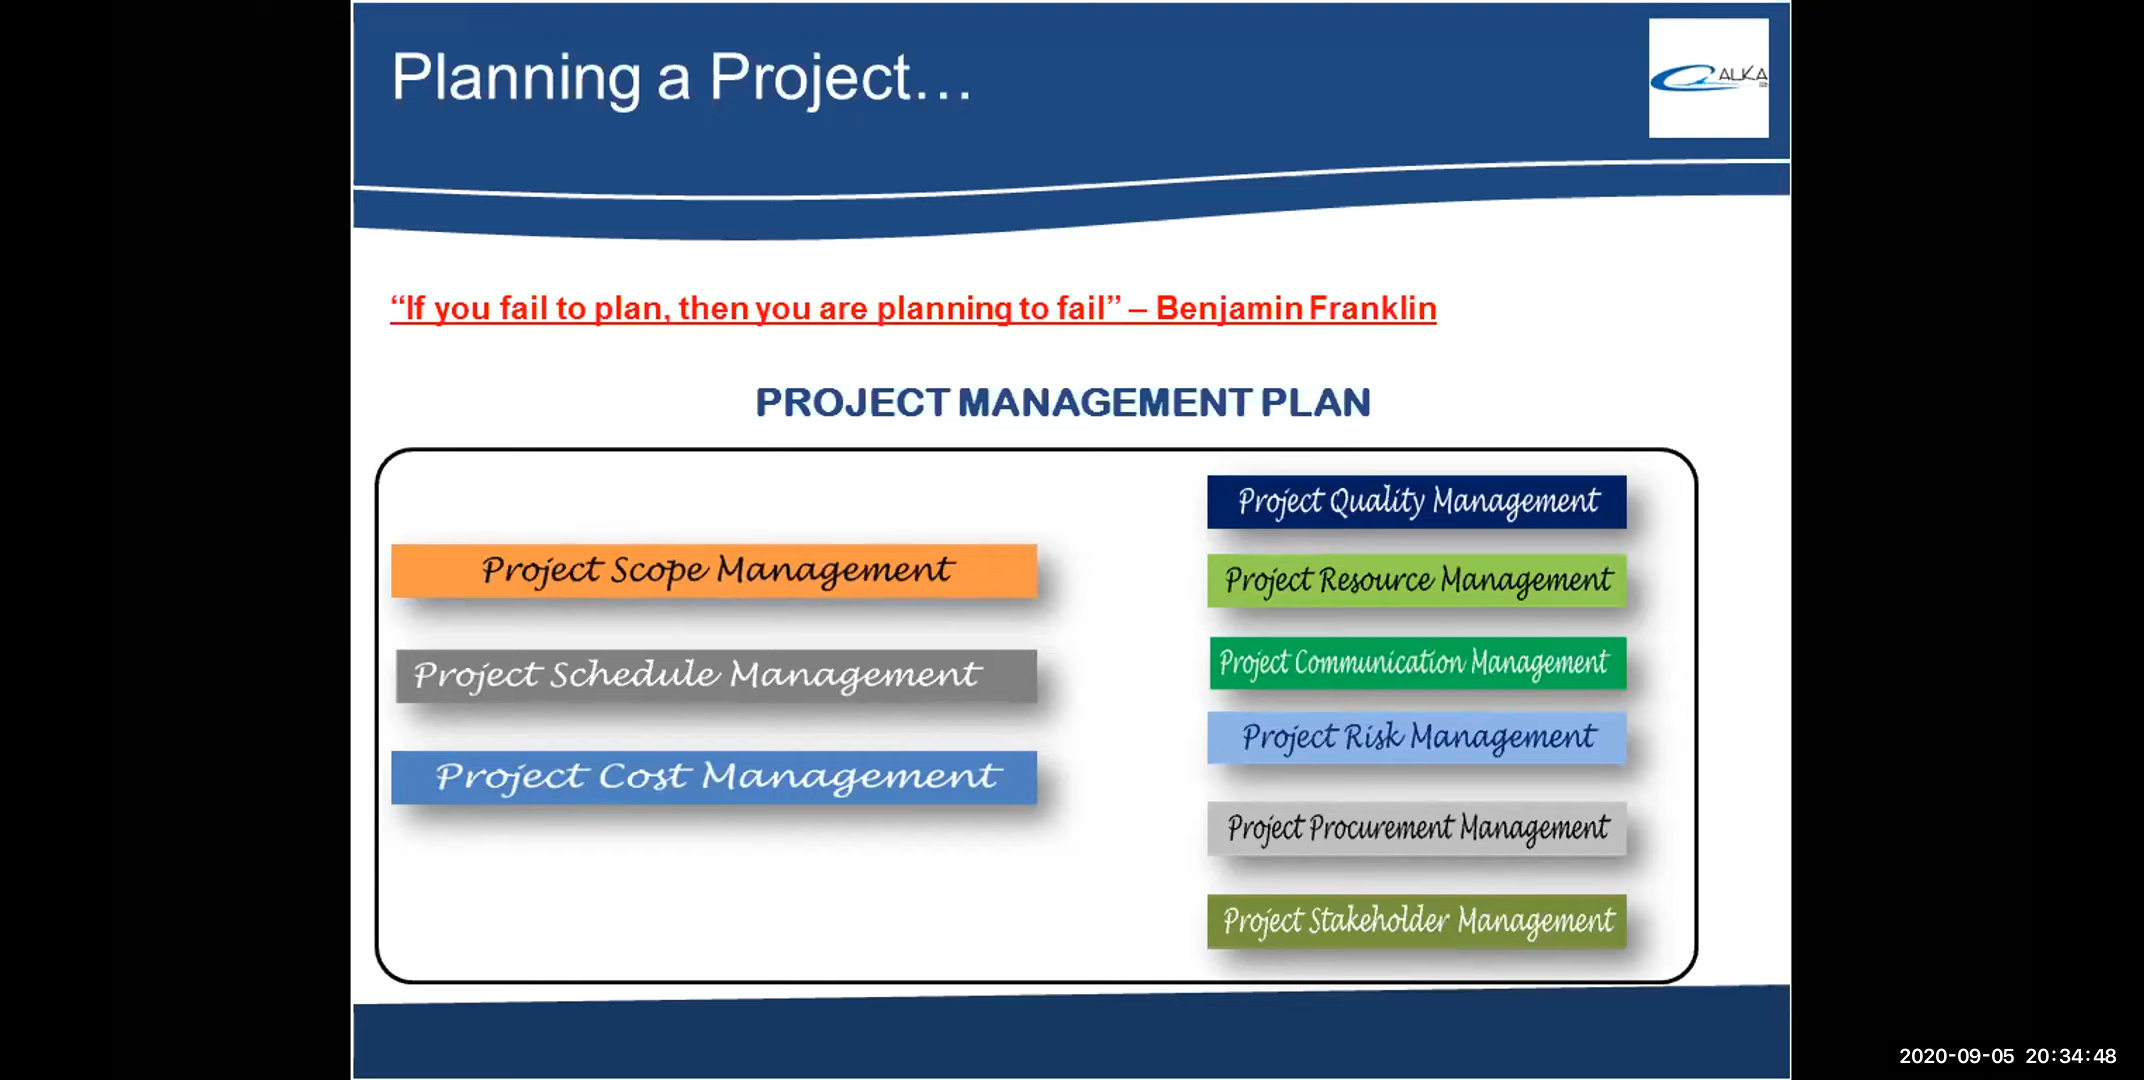 Planning a Project...
ALKA
“If you fail to plan, then you are planning to fail” – Benjamin Franklin
PROJECT MANAGEMENT PLAN
Project Scope Management
Project Schedule Management
Project Cost Management
Project Quality Management
Project Resource Management
Project Communication Management
Project Risk Management
Project Procurement Management
Project Stakeholder Management
2020-09-05 20:34:48